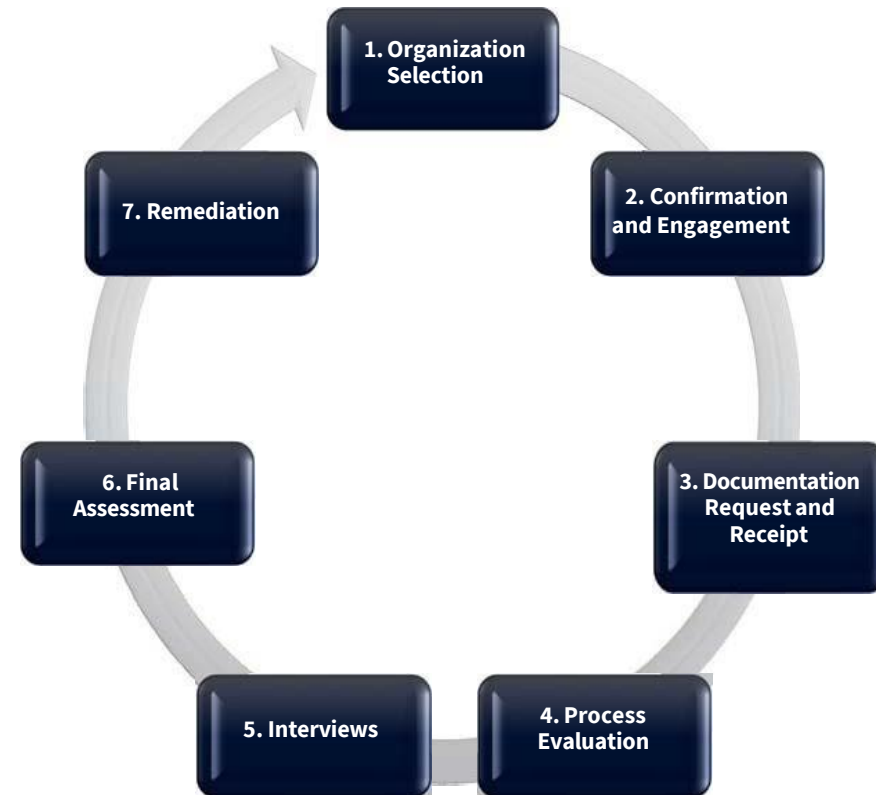 1. Organization
Selection
2. Confirmation
and Engagement
3. Documentation
Request and
Receipt
4. Process
Evaluation
5. Interviews
6. Final
Assessment
7. Remediation